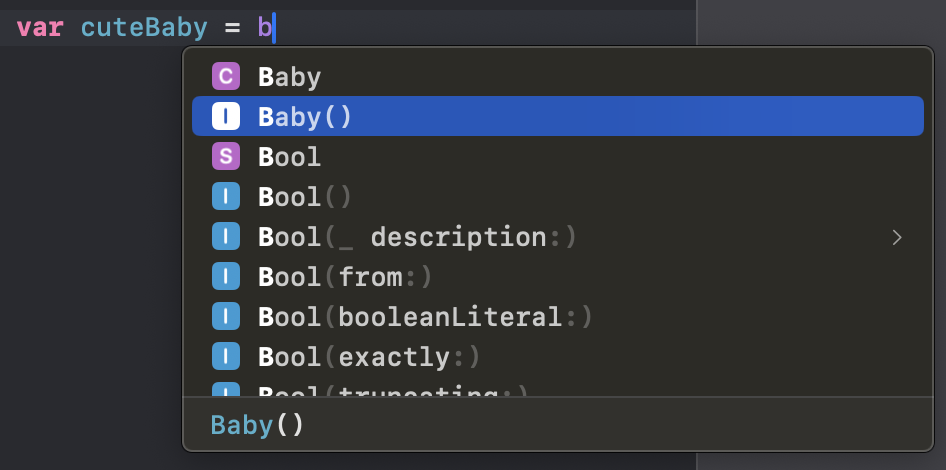 var cuteBaby = b
C Baby
I Baby()
S Bool
I Bool()
I Bool(_ description:)
I Bool(from:)
I Bool(booleanLiteral:)
I Bool(exactly:)
I Bool(truncating:)
Baby()